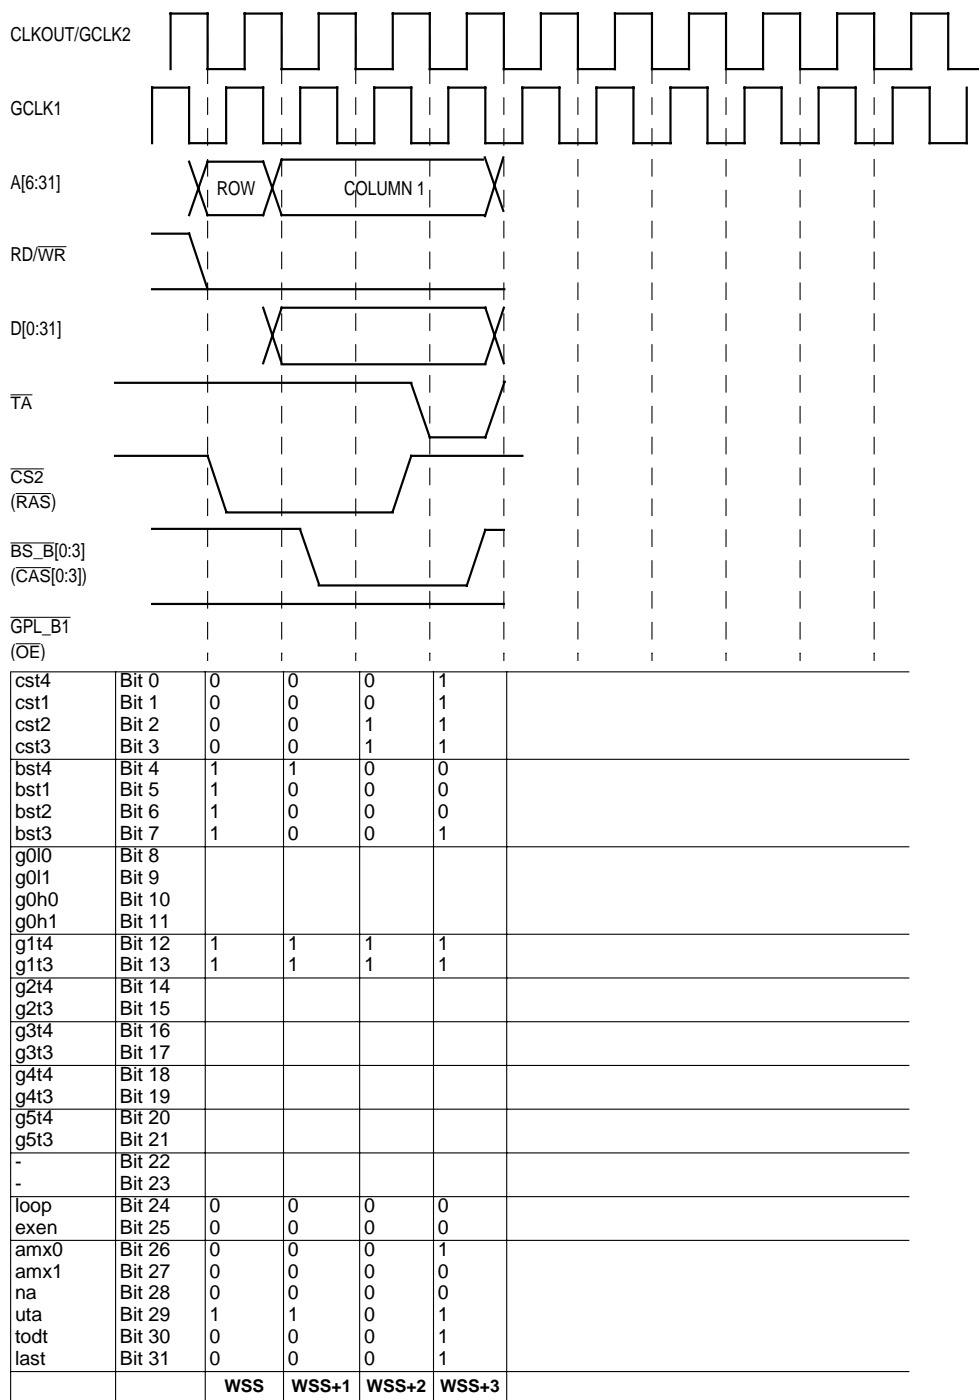 CLKOUT/GCLK2
GCLK1
A[6:31]
ROW
COLUMN 1
RD/WR
D[0:31]
TA
CS2
(RAS)
BS_B[0:3]
(CAS[0:3])
GPL_B1
(OE)
cst4 Bit 0 0 0 0 1
cst1 Bit 1 0 0 0 1
cst2 Bit 2 0 0 1 1
cst3 Bit 3 0 0 1 1
bst4 Bit 4 1 1 0 0
bst1 Bit 5 1 0 0 0
bst2 Bit 6 1 0 0 0
bst3 Bit 7 1 0 0 1
g0l0 Bit 8
g0l1 Bit 9
g0h0 Bit 10
g0h1 Bit 11
g1t4 Bit 12 1 1 1 1
g1t3 Bit 13 1 1 1 1
g2t4 Bit 14
g2t3 Bit 15
g3t4 Bit 16
g3t3 Bit 17
g4t4 Bit 18
g4t3 Bit 19
g5t4 Bit 20
g5t3 Bit 21
- Bit 22
- Bit 23
loop Bit 24 0 0 0 0
exen Bit 25 0 0 0 0
amx0 Bit 26 0 0 0 1
amx1 Bit 27 0 0 0 0
na Bit 28 0 0 0 0
uta Bit 29 1 1 0 1
todt Bit 30 0 0 0 1
last Bit 31 0 0 0 1
WSS WSS+1 WSS+2 WSS+3